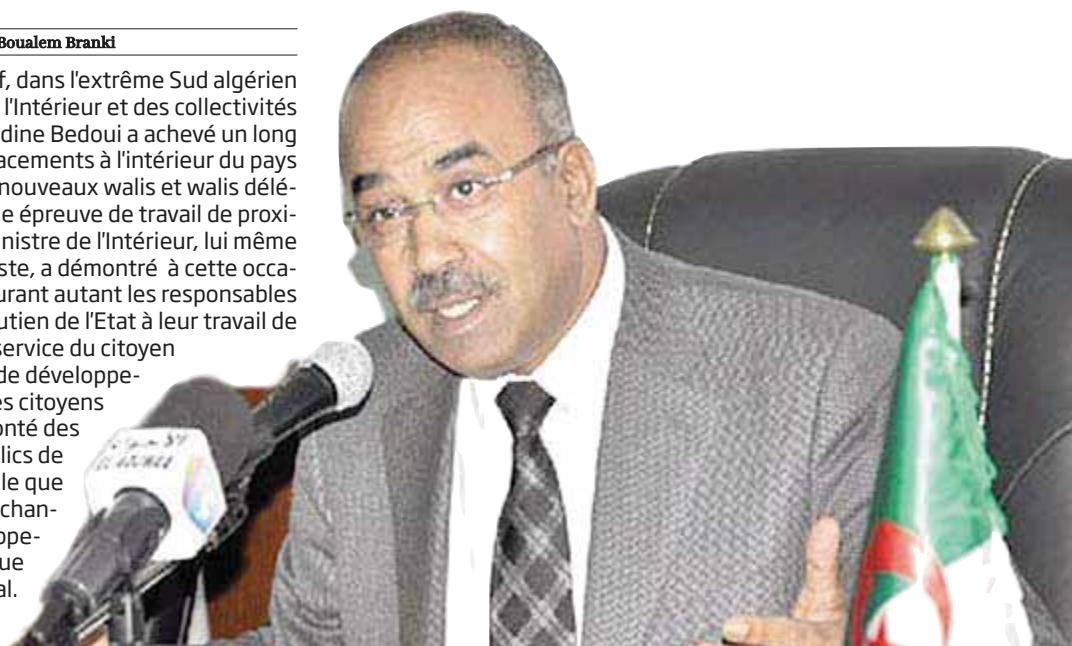 Boualem Branki
f, dans l'extrême Sud algérien
l'Intérieur et des collectivités
dine Bedoui a achevé un long
acements à l'intérieur du pays
nouveaux walis et walis délé-
e épreuve de travail de proxi-
nistre de l'Intérieur, lui même
ste, a démontré à cette occa-
urant autant les responsables
utien de l'Etat à leur travail de
service du citoyen
de développe-
es citoyens
onté des
lics de
le que
chan-
ppe-
ue
al.